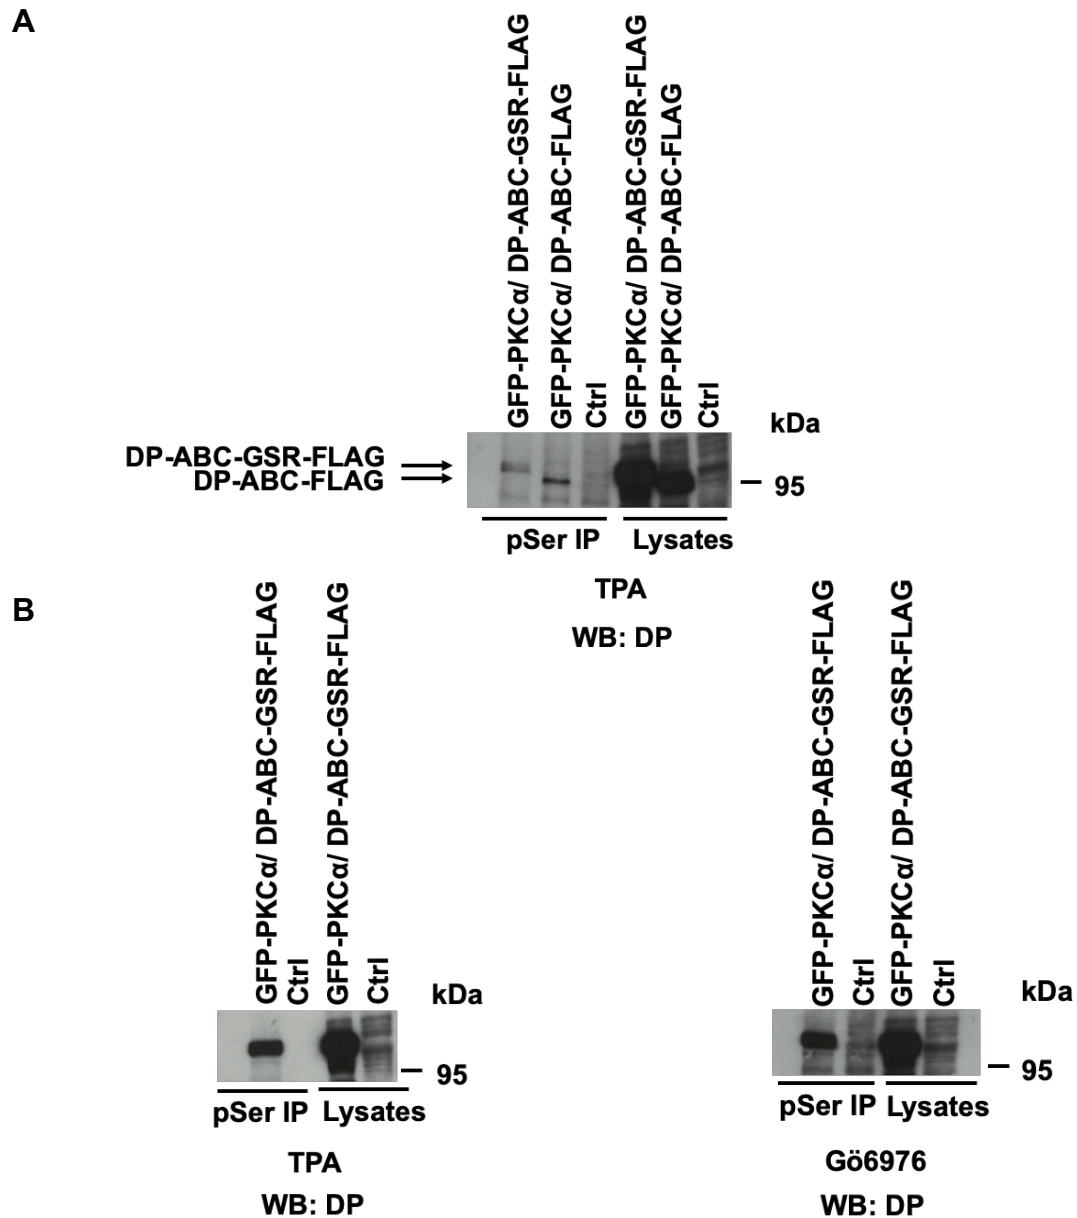 A
GFP-PKCα/ DP-ABC-GSR-FLAG
GFP-PKCα/ DP-ABC-FLAG
Ctrl
GFP-PKCα/ DP-ABC-GSR-FLAG
GFP-PKCα/ DP-ABC-FLAG
Ctrl
kDa
DP-ABC-GSR-FLAG
DP-ABC-FLAG
95
pSer IP
Lysates
TPA
WB: DP
B
GFP-PKCα/ DP-ABC-GSR-FLAG
Ctrl
GFP-PKCα/ DP-ABC-GSR-FLAG
Ctrl
kDa
95
pSer IP
Lysates
TPA
WB: DP
GFP-PKCα/ DP-ABC-GSR-FLAG
Ctrl
GFP-PKCα/ DP-ABC-GSR-FLAG
Ctrl
kDa
95
pSer IP
Lysates
Gö6976
WB: DP